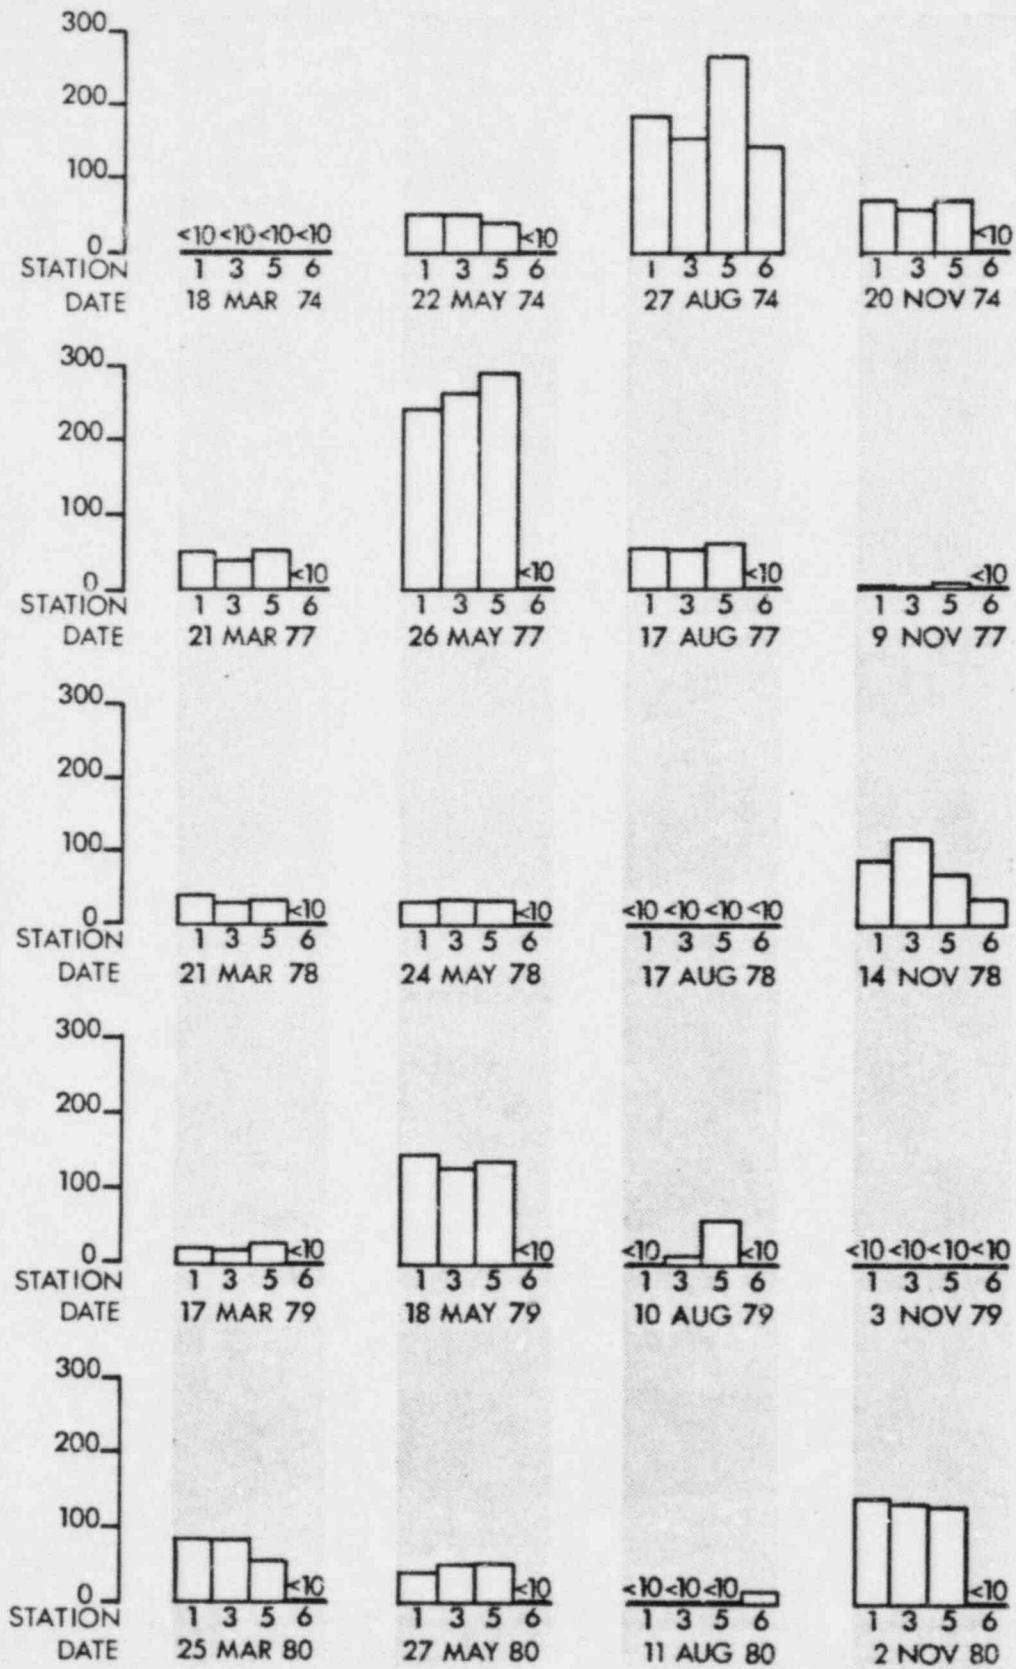 300
200
100
<10 <10 <10 <10 <10 <10
0
STATION 1 3 5 6 1 3 5 6 1 3 5 6 1 3 5 6
DATE 18 MAR 74 22 MAY 74 27 AUG 74 20 NOV 74
300
200
100
<10 <10 <10 <10
0
STATION 1 3 5 6 1 3 5 6 1 3 5 6 1 3 5 6
DATE 21 MAR 77 26 MAY 77 17 AUG 77 9 NOV 77
300
200
100
<10 <10 <10 <10 <10 <10
0
STATION 1 3 5 6 1 3 5 6 1 3 5 6 1 3 5 6
DATE 21 MAR 78 24 MAY 78 17 AUG 78 14 NOV 78
300
200
100
<10 <10 <10 <10 <10 <10 <10 <10
0
STATION 1 3 5 6 1 3 5 6 1 3 5 6 1 3 5 6
DATE 17 MAR 79 18 MAY 79 10 AUG 79 3 NOV 79
300
200
100
<10 <10 <10 <10 <10 <10
0
STATION 1 3 5 6 1 3 5 6 1 3 5 6 1 3 5 6
DATE 25 MAR 80 27 MAY 80 11 AUG 80 2 NOV 80